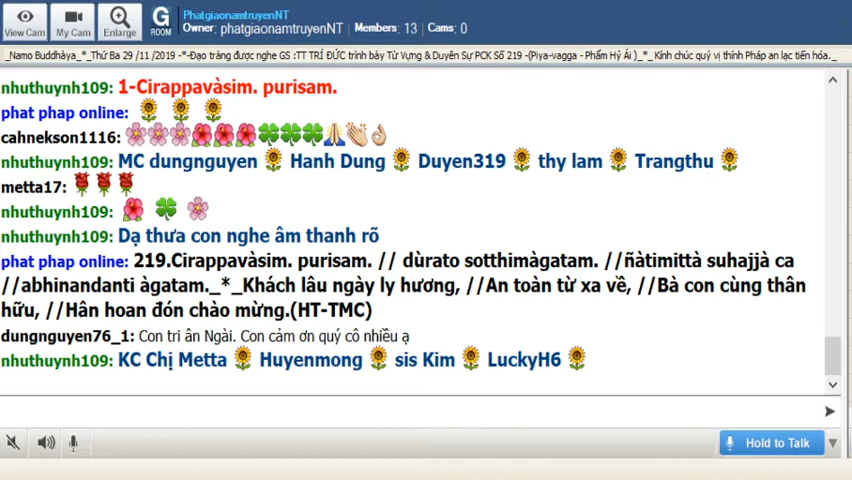 PhatgiaonamtruyenNT
Owner: phatgiaonamtruyenNT | Members: 13 | Cams: 0
View Cam
My Cam
Enlarge
G
ROOM
_Namo Buddhàya_*_Thứ Ba 29 /11 /2019 -*-Đạo tràng được nghe GS :TT TRÍ ĐỨC trình bày Từ Vựng & Duyên Sự PCK Số 219 -(Piya-vagga - Phẩm Hỷ Ái )_*_ Kính chúc quý vị thính Pháp an lạc tiến hóa._
nhuthuynh109: 1-Cirappavàsim. purisam.
phat phap online: 🌻 🌻 🌻
cahnekson1116: 🌸🌸🌸🌺🌺🌺🍀🍀🍀🙏👏👌
nhuthuynh109: MC dungnguyen 🌻 Hanh Dung 🌻 Duyen319 🌻 thy lam 🌻 Trangthu 🌻
metta17: 🌹🌹🌹
nhuthuynh109: 🌺 🍀 🌸
nhuthuynh109: Dạ thưa con nghe âm thanh rõ
phat phap online: 219.Cirappavàsim. purisam. // dùrato sotthimàgatam. //ñàtimittà suhajjà ca
//abhinandanti àgatam._*_Khách lâu ngày ly hương, //An toàn từ xa về, //Bà con cùng thân
hữu, //Hân hoan đón chào mừng.(HT-TMC)
dungnguyen76_1: Con tri ân Ngài. Con cảm ơn quý cô nhiều ạ
nhuthuynh109: KC Chị Metta 🌻 Huyenmong 🌻 sis Kim 🌻 LuckyH6 🌻
Hold to Talk